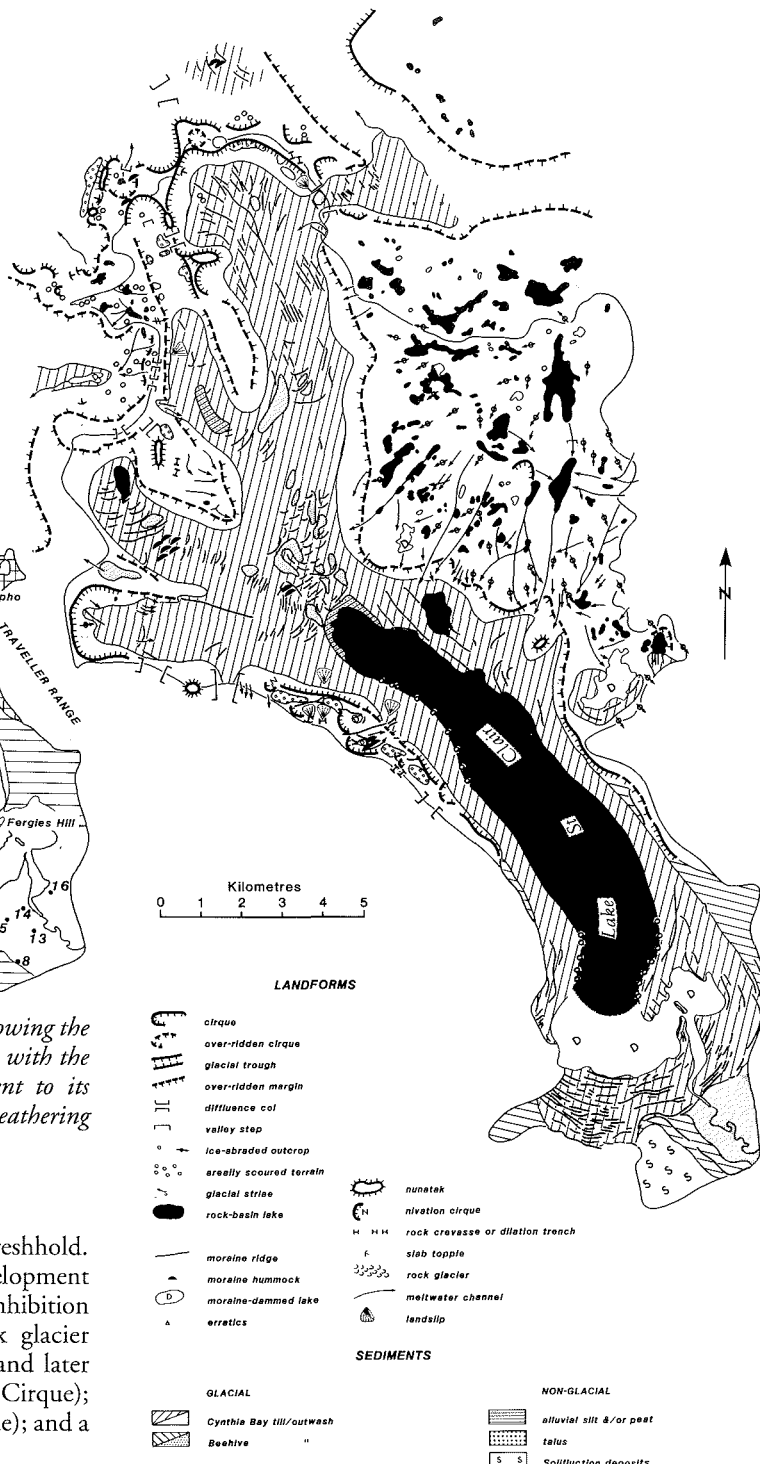 pho
TRAVELLER RANGE
Fergies Hill
16
14
5
13
8
N
Clair
St
Lake
D
D
D
S S
S S
S S
S
Kilometres
0 1 2 3 4 5
owing the
with the
ent to its
eathering
reshhold.
elopment
nhibition
k glacier
and later
Cirque);
e); and a
LANDFORMS
cirque
over-ridden cirque
glacial trough
over-ridden margin
diffluence col
valley step
ice-abraded outcrop
areally scoured terrain
glacial striae
rock-basin lake
moraine ridge
moraine hummock
D moraine-dammed lake
erratics
nunatak
N nivation cirque
rock crevasse or dilation trench
slab topple
rock glacier
meltwater channel
landslip
SEDIMENTS
GLACIAL
Cynthia Bay till/outwash
Beehive "
NON-GLACIAL
alluvial silt &/or peat
talus
S S Solifluction deposits